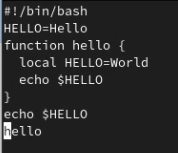 #!/bin/bash
HELLO=Hello
function hello {
  local HELLO=World
  echo $HELLO
}
echo $HELLO
hello